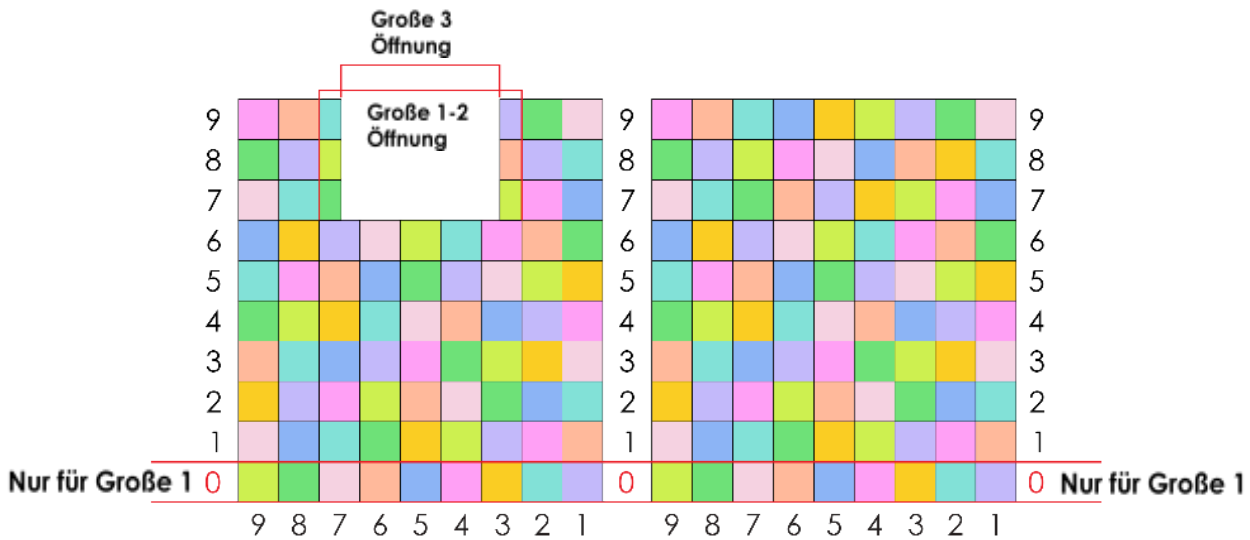 Große 3
Öffnung
Große 1-2
Öffnung
9 9 9
8 8 8
7 7 7
6 6 6
5 5 5
4 4 4
3 3 3
2 2 2
1 1 1
Nur für Große 1 0 0 0 Nur für Große 1
9 8 7 6 5 4 3 2 1 9 8 7 6 5 4 3 2 1